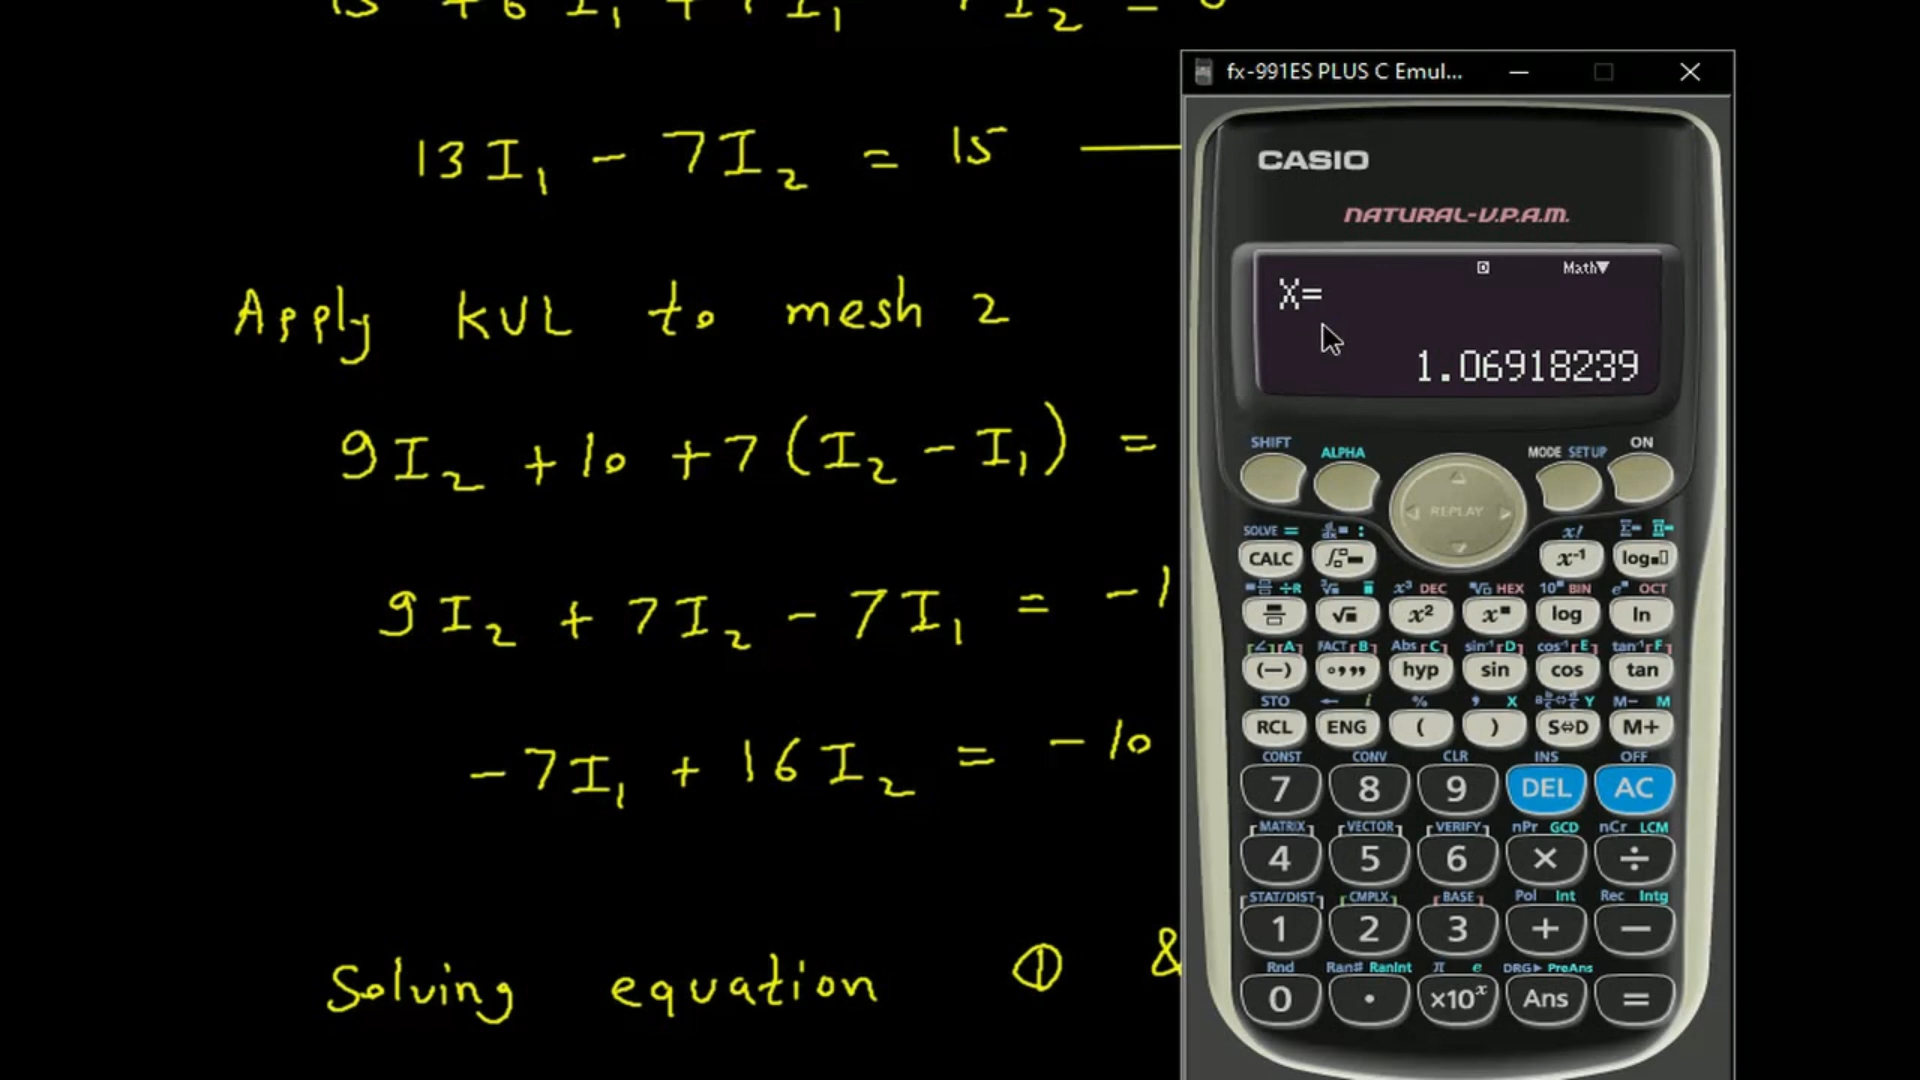 13I₁ - 7I₂ = 15
Apply KVL to mesh 2
9I₂ + 10 + 7(I₂ - I₁) =
9I₂ + 7I₂ - 7I₁ = -1
-7I₁ + 16I₂ = -10
Solving equation ① &
fx-991ES PLUS C Emul...
CASIO
NATURAL-V.P.A.M.
D Math▼
X=
1.06918239
SHIFT ALPHA MODE SETUP ON
REPLAY
SOLVE = d/dx : x! Σ Π
CALC ∫ x⁻¹ log
÷R ³√ x³ DEC HEX 10 BIN e OCT
√ x² x log ln
∠ A FACT B Abs C sin⁻¹ D cos⁻¹ E tan⁻¹ F
(−) °,,, hyp sin cos tan
STO ← i % , X Y M− M
RCL ENG ( ) S⇔D M+
CONST CONV CLR INS OFF
7 8 9 DEL AC
MATRIX VECTOR VERIFY nPr GCD nCr LCM
4 5 6 × ÷
STAT/DIST CMPLX BASE Pol Int Rec Intg
1 2 3 + −
Rnd Ran# RanInt π e DRG► PreAns
0 • ×10ˣ Ans =